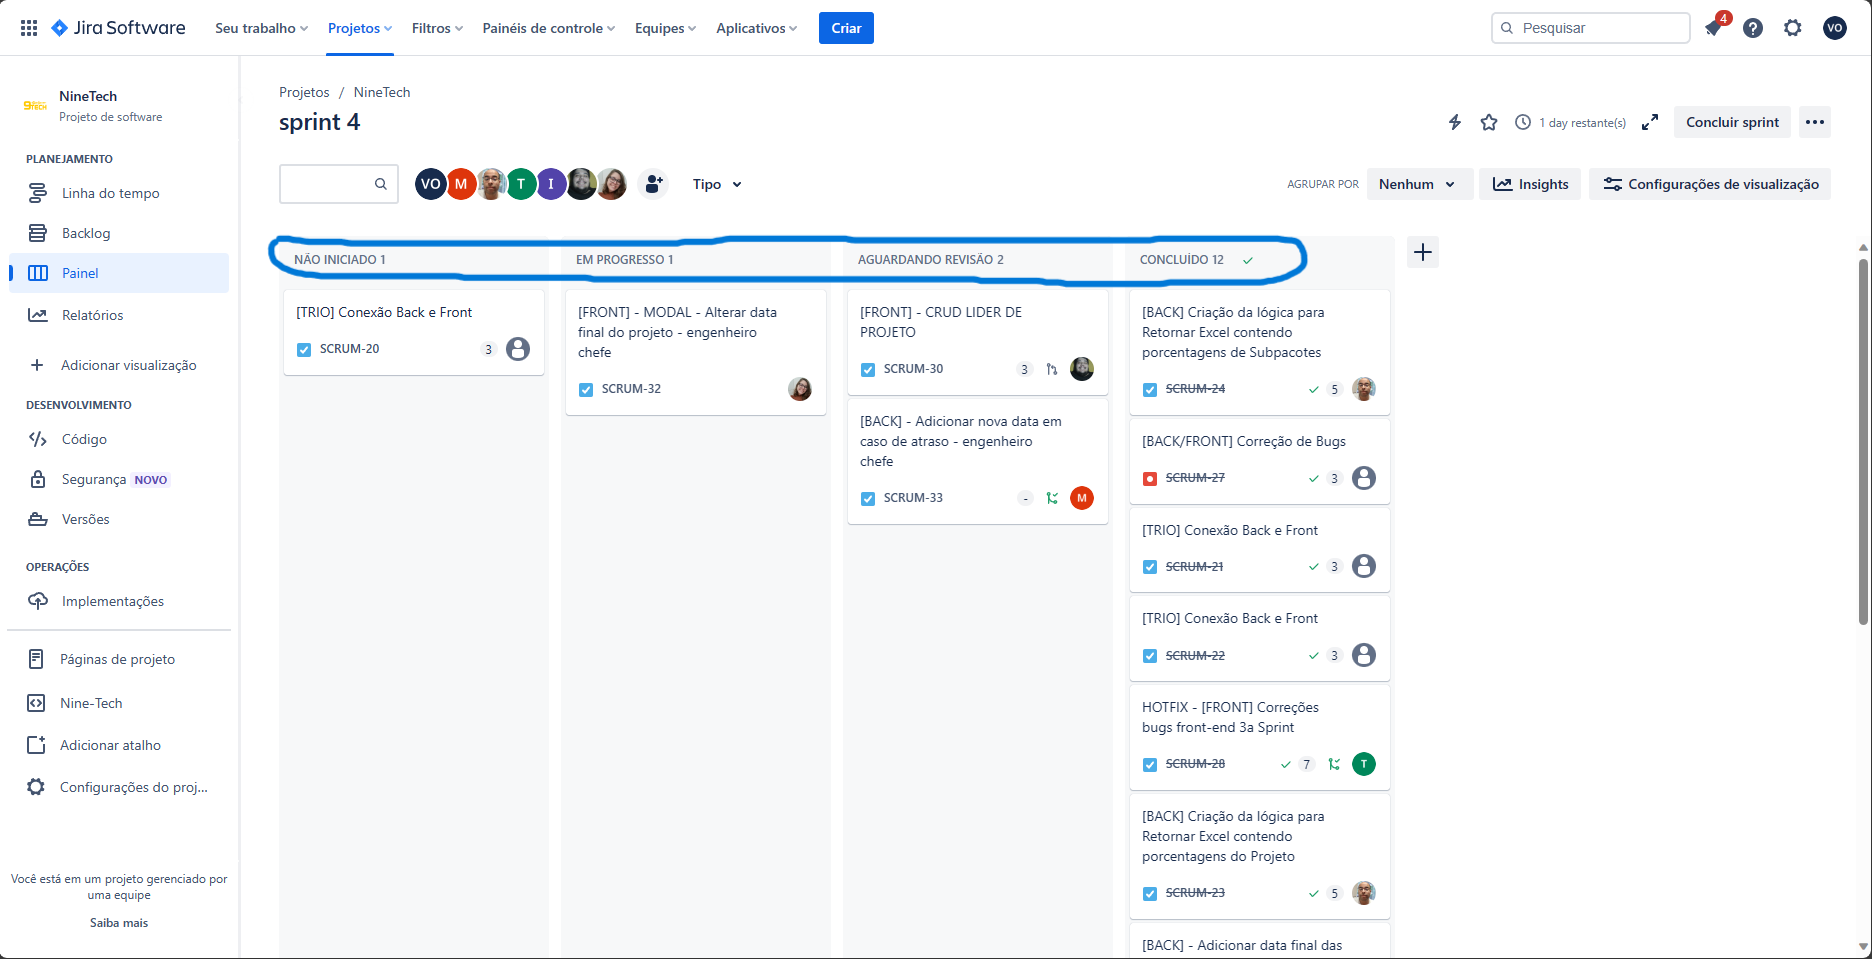 Jira Software
Seu trabalho
Projetos
Filtros
Painéis de controle
Equipes
Aplicativos
Criar
Pesquisar
4
VO
9
TECH
NineTech
Projeto de software
PLANEJAMENTO
Linha do tempo
Backlog
Painel
Relatórios
Adicionar visualização
DESENVOLVIMENTO
Código
Segurança NOVO
Versões
OPERAÇÕES
Implementações
Páginas de projeto
Nine-Tech
Adicionar atalho
Configurações do proj...
Você está em um projeto gerenciado por
uma equipe
Saiba mais
Projetos / NineTech
sprint 4
1 day restante(s)
Concluir sprint
VO M T I
Tipo
AGRUPAR POR
Nenhum
Insights
Configurações de visualização
NÃO INICIADO 1
[TRIO] Conexão Back e Front
SCRUM-20 3
EM PROGRESSO 1
[FRONT] - MODAL - Alterar data
final do projeto - engenheiro
chefe
SCRUM-32
AGUARDANDO REVISÃO 2
[FRONT] - CRUD LIDER DE
PROJETO
SCRUM-30 3
[BACK] - Adicionar nova data em
caso de atraso - engenheiro
chefe
SCRUM-33 - M
CONCLUÍDO 12
[BACK] Criação da lógica para
Retornar Excel contendo
porcentagens de Subpacotes
SCRUM-24 5
[BACK/FRONT] Correção de Bugs
SCRUM-27 3
[TRIO] Conexão Back e Front
SCRUM-21 3
[TRIO] Conexão Back e Front
SCRUM-22 3
HOTFIX - [FRONT] Correções
bugs front-end 3a Sprint
SCRUM-28 7 T
[BACK] Criação da lógica para
Retornar Excel contendo
porcentagens do Projeto
SCRUM-23 5
[BACK] - Adicionar data final das